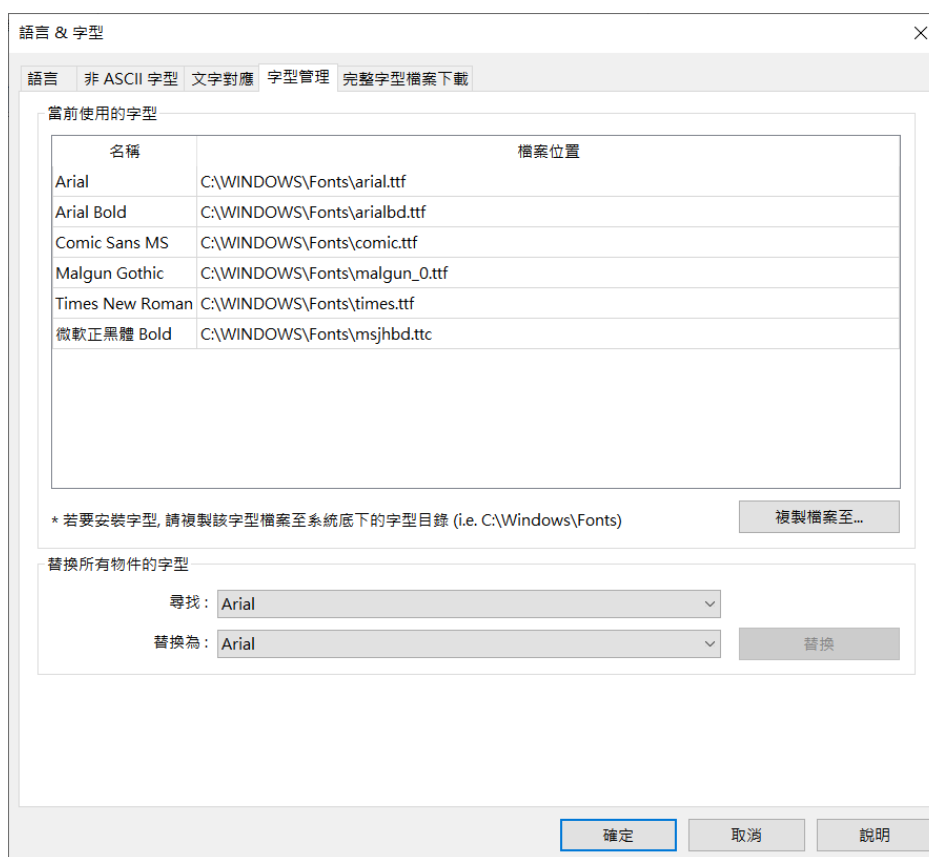 語言 & 字型
語言 非 ASCII 字型 文字對應 字型管理 完整字型檔案下載
當前使用的字型
名稱 檔案位置
Arial C:\WINDOWS\Fonts\arial.ttf
Arial Bold C:\WINDOWS\Fonts\arialbd.ttf
Comic Sans MS C:\WINDOWS\Fonts\comic.ttf
Malgun Gothic C:\WINDOWS\Fonts\malgun_0.ttf
Times New Roman C:\WINDOWS\Fonts\times.ttf
微軟正黑體 Bold C:\WINDOWS\Fonts\msjhbd.ttc
* 若要安裝字型, 請複製該字型檔案至系統底下的字型目錄 (i.e. C:\Windows\Fonts) 複製檔案至...
替換所有物件的字型
尋找 : Arial
替換為 : Arial 替換
確定 取消 說明